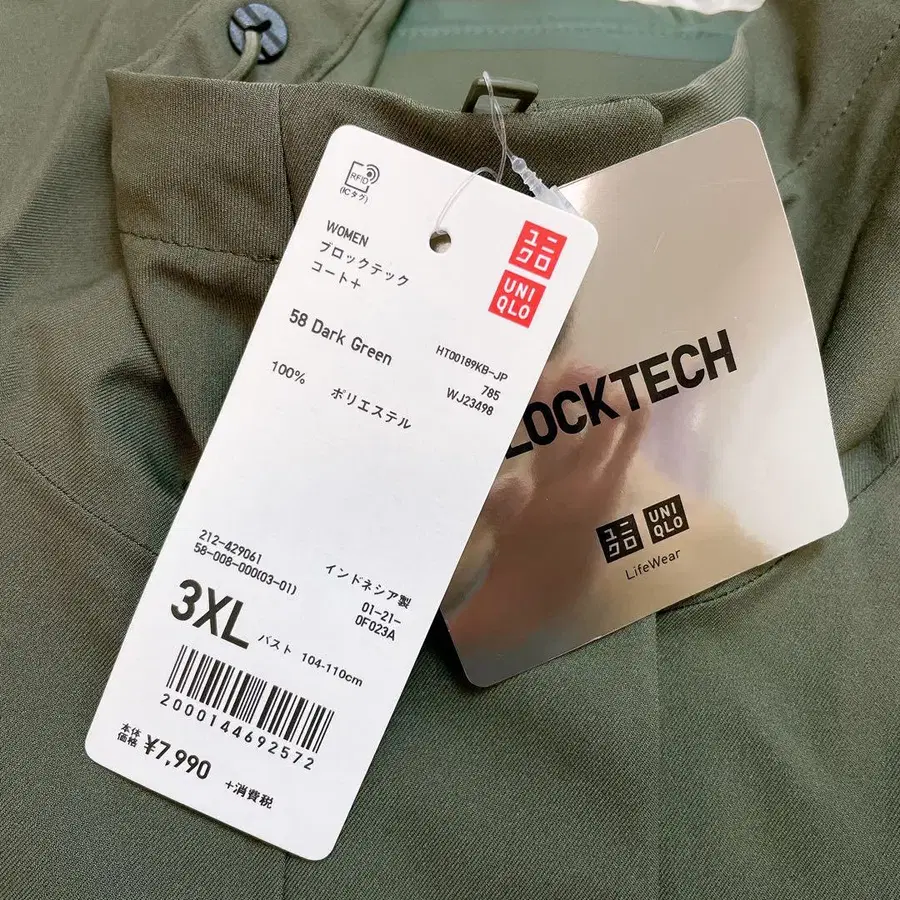 RFID
(ICタグ)
WOMEN
ブロックテック
コート+
ユニ
クロ
UNI
QLO
58 Dark Green
HT00189KB-JP
785
WJ23498
100%
ポリエステル
212-429061
58-008-000(03-01)
インドネシア製
01-21-
0F023A
3XL バスト 104-110cm
2000144692572
本体
価格 ¥7,990
+消費税
LOCKTECH
ユニ
クロ
UNI
QLO
LifeWear